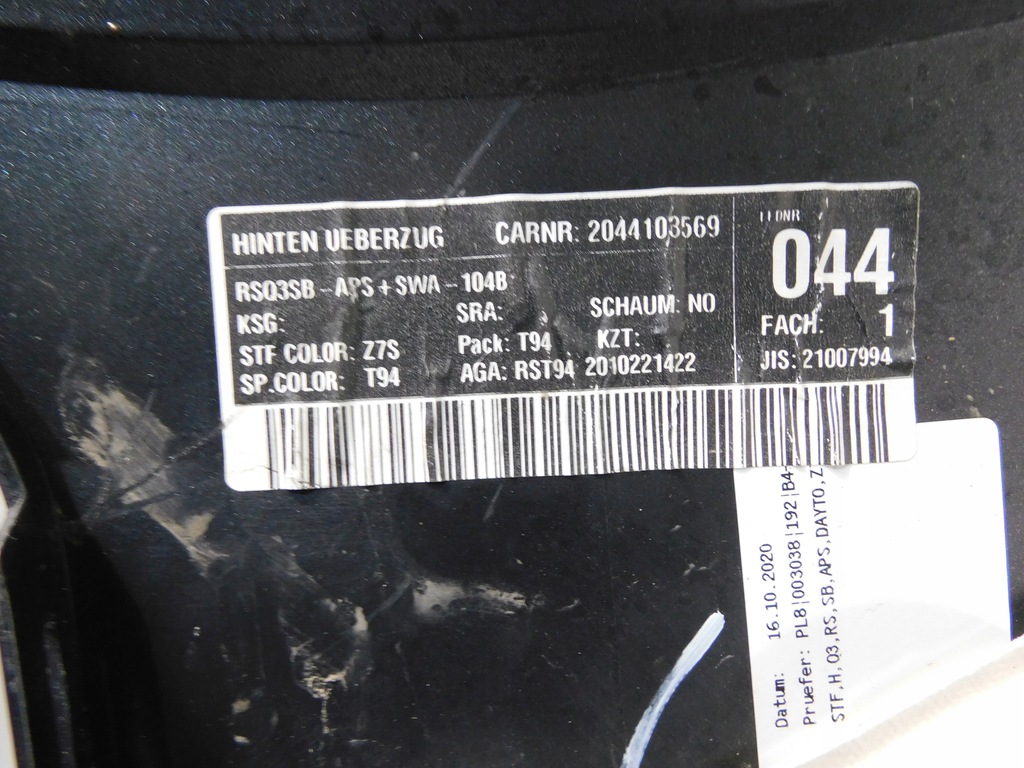 HINTEN UEBERZUG CARNR: 2044103569
RSQ3SB - APS + SWA - 104B
KSG: SRA: SCHAUM: NO
STF COLOR: Z7S Pack: T94 KZT:
SP.COLOR: T94 AGA: RST94 2010221422
LFDNR
044
FACH: 1
JIS: 21007994
Datum: 16.10.2020
Pruefer: PL8|003038|192|B4-
STF,H,Q3,RS,SB,APS,DAYTO,Z